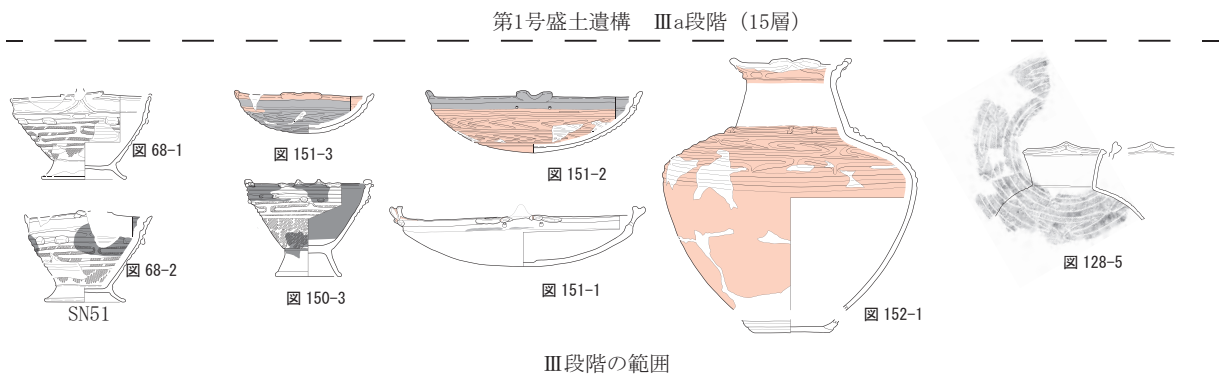 第1号盛土遺構　Ⅲa段階（15層）
図 68-1
図 151-3
図 151-2
図 68-2
SN51
図 150-3
図 151-1
図 152-1
図 128-5
Ⅲ段階の範囲